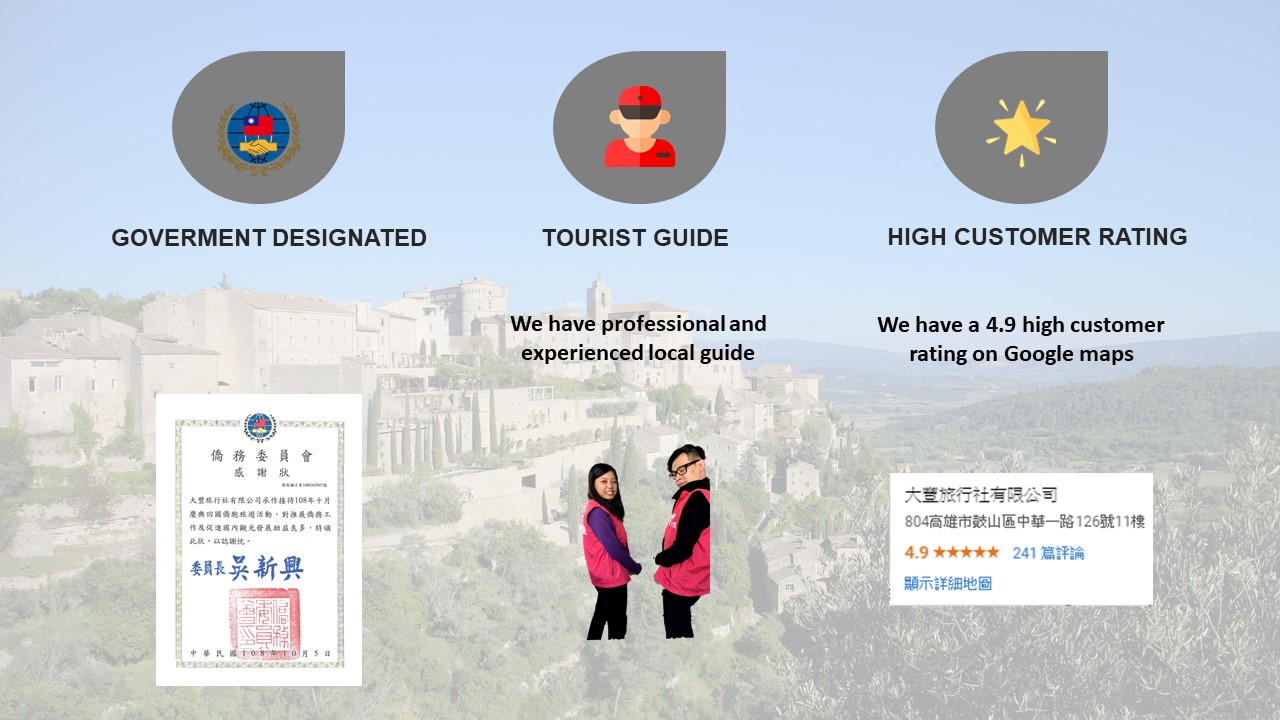 GOVERMENT DESIGNATED
僑務委員會
感謝狀
大豐旅行社有限公司承作接待108年十月
慶典回國僑胞旅遊活動，對推展僑務工
作及促進國內觀光發展助益良多，特頒
此狀，以誌謝忱。
委員長 吳新興
中華民國108年10月5日
TOURIST GUIDE
We have professional and
experienced local guide
HIGH CUSTOMER RATING
We have a 4.9 high customer
rating on Google maps
大豐旅行社有限公司
804高雄市鼓山區中華一路126號11樓
4.9 ★★★★★ 241 篇評論
顯示詳細地圖